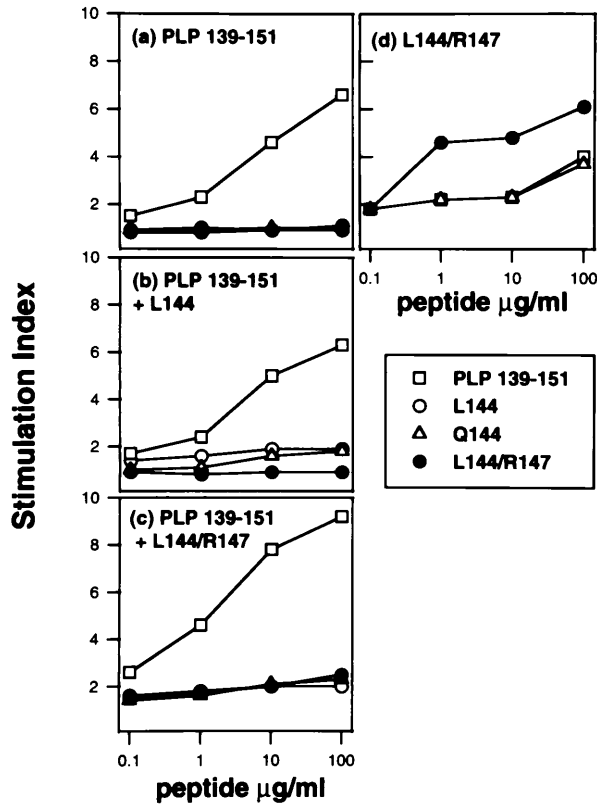 Stimulation Index
(a) PLP 139-151
10
8
6
4
2
(b) PLP 139-151
+ L144
10
8
6
4
2
(c) PLP 139-151
+ L144/R147
10
8
6
4
2
0.1 1 10 100
peptide µg/ml
(d) L144/R147
0.1 1 10 100
peptide µg/ml
PLP 139-151
L144
Q144
L144/R147